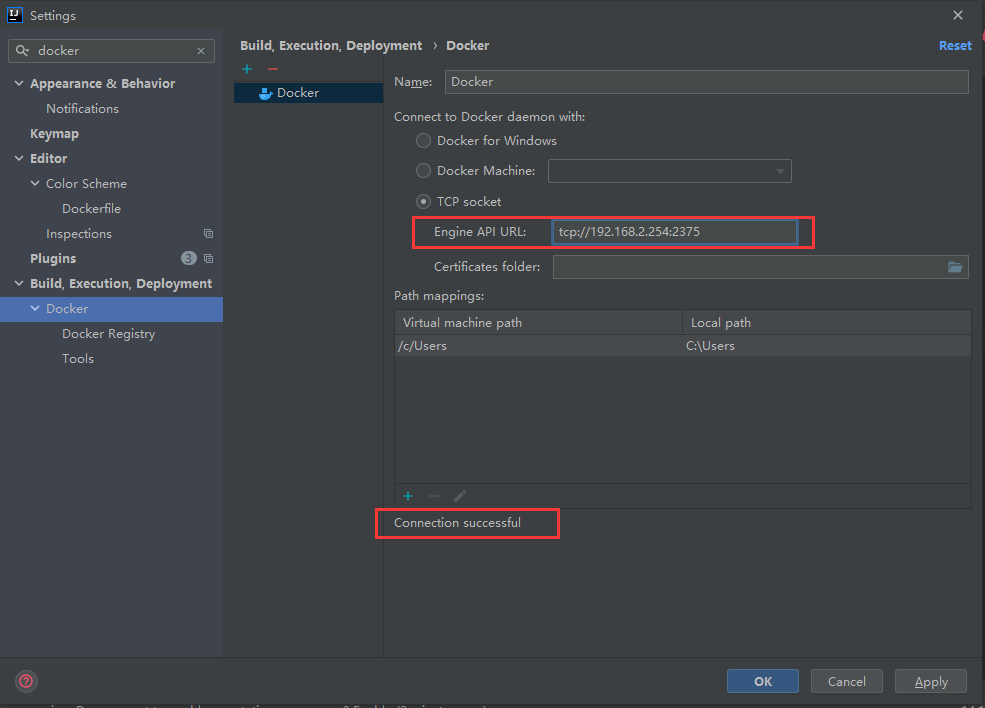 Settings
docker
Appearance & Behavior
Notifications
Keymap
Editor
Color Scheme
Dockerfile
Inspections
Plugins 3
Build, Execution, Deployment
Docker
Docker Registry
Tools
Build, Execution, Deployment › Docker
Reset
Docker
Name: Docker
Connect to Docker daemon with:
Docker for Windows
Docker Machine:
TCP socket
Engine API URL: tcp://192.168.2.254:2375
Certificates folder:
Path mappings:
Virtual machine path Local path
/c/Users C:\Users
Connection successful
OK Cancel Apply